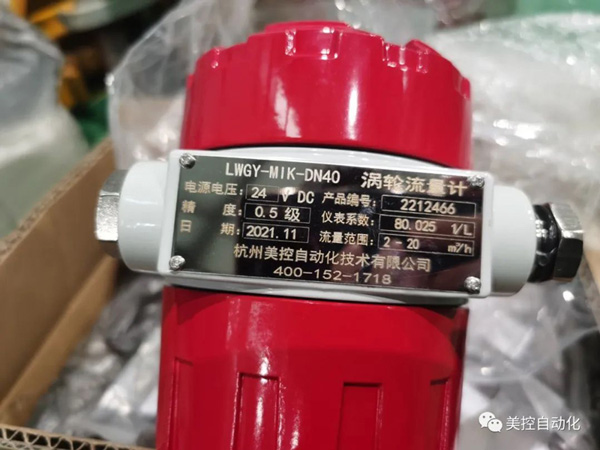 LWGY-MIK-DN40 涡轮流量计
电源电压: 24 V DC 产品编号: 2212466
精 度: 0.5 级 仪表系数: 80.025 1/L
日 期: 2021.11 流量范围: 2-20 m³/h
杭州美控自动化技术有限公司
400-152-1718
美控自动化